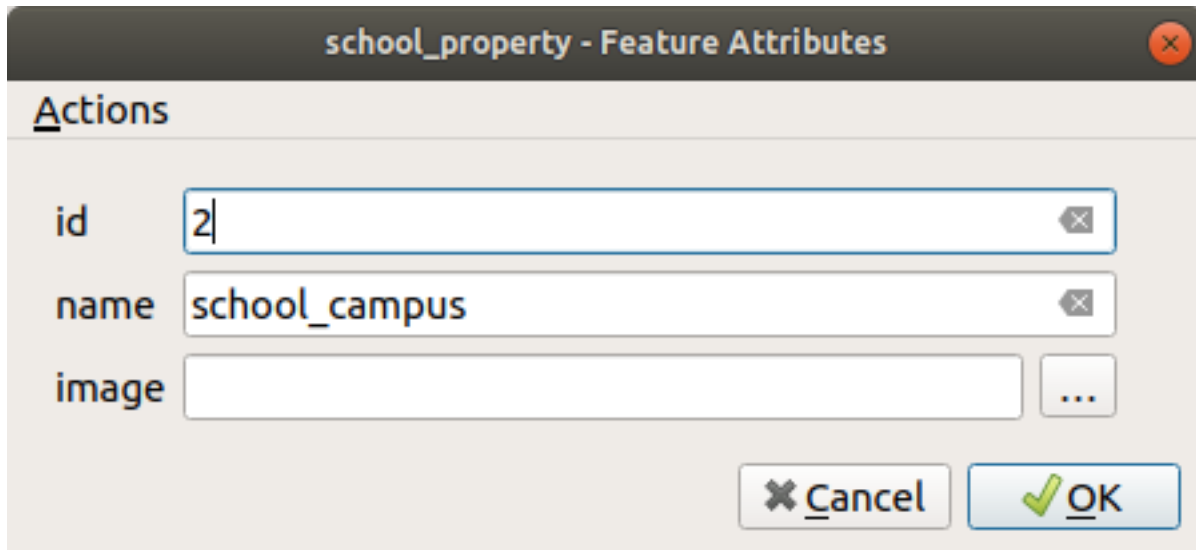 school_property - Feature Attributes
Actions
id 2
name school_campus
image ...
Cancel OK